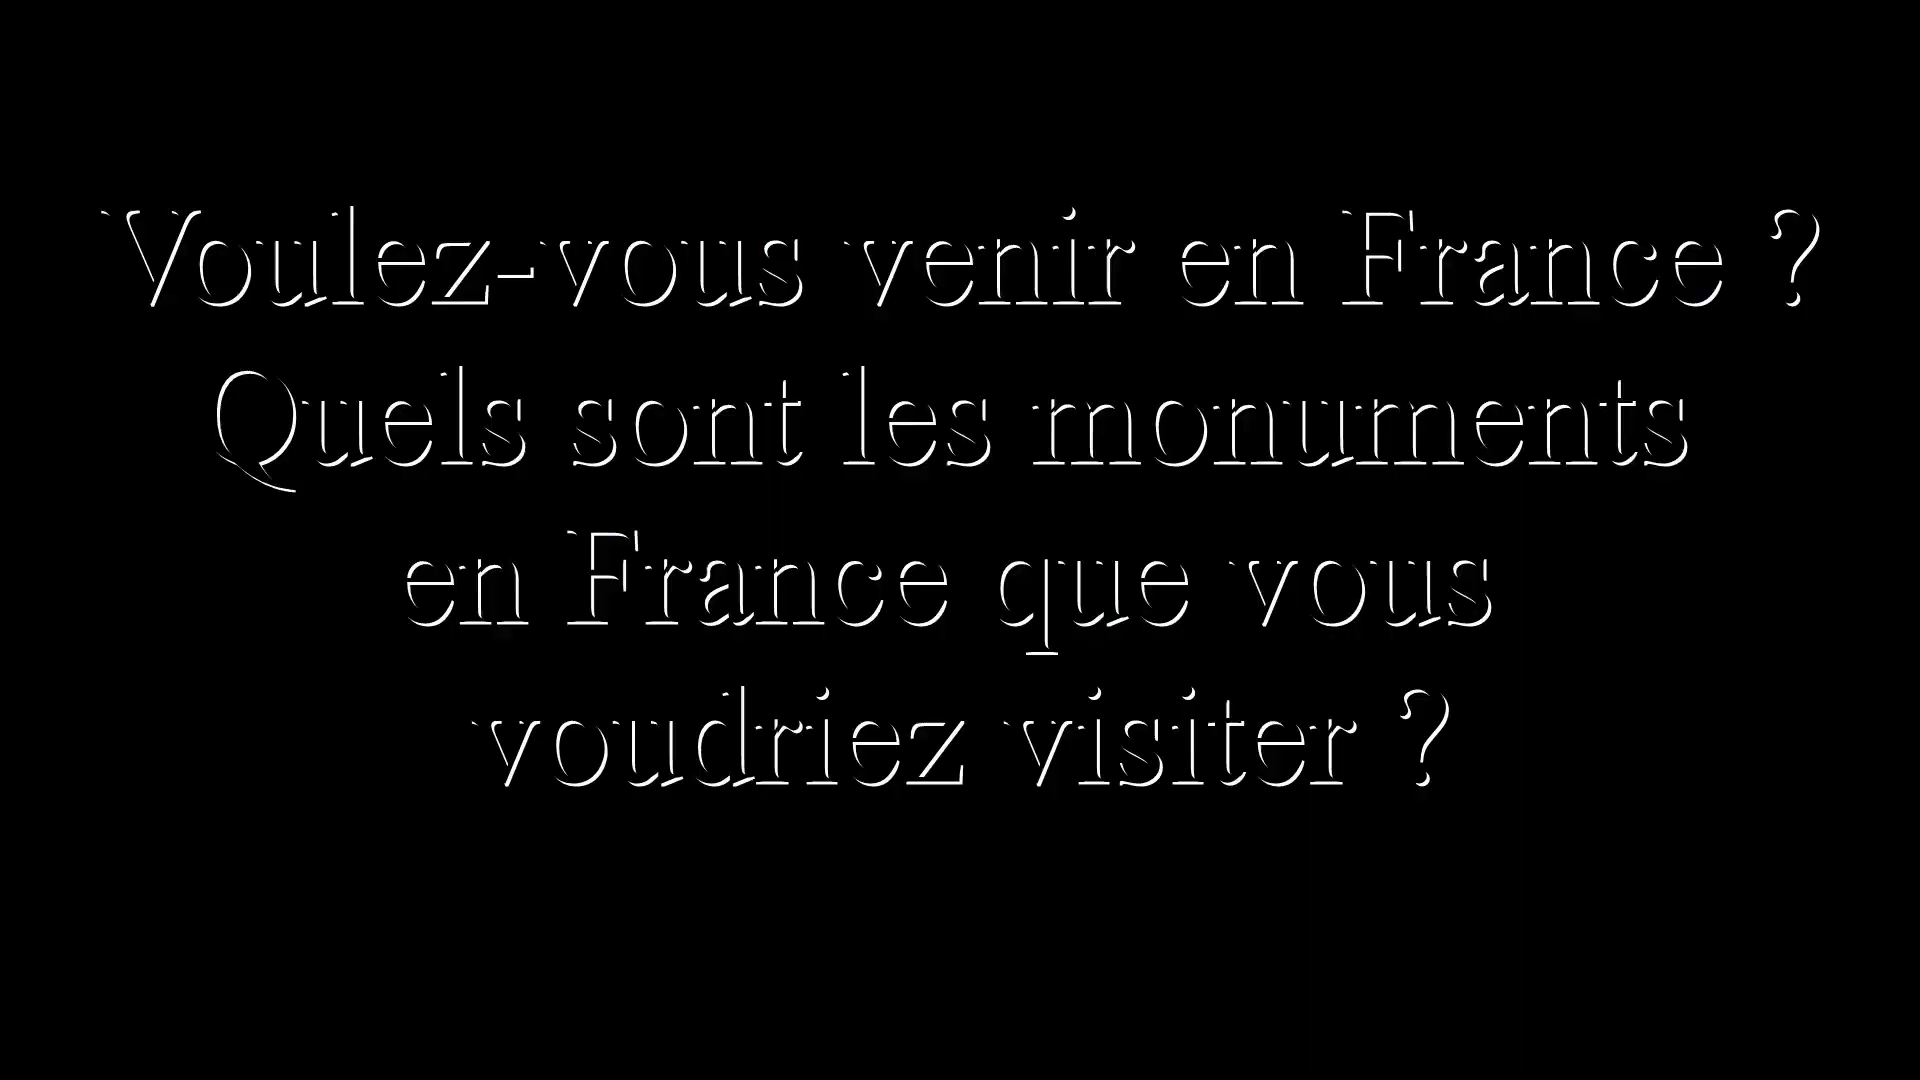 Voulez-vous venir en France ?
Quels sont les monuments
en France que vous
voudriez visiter ?